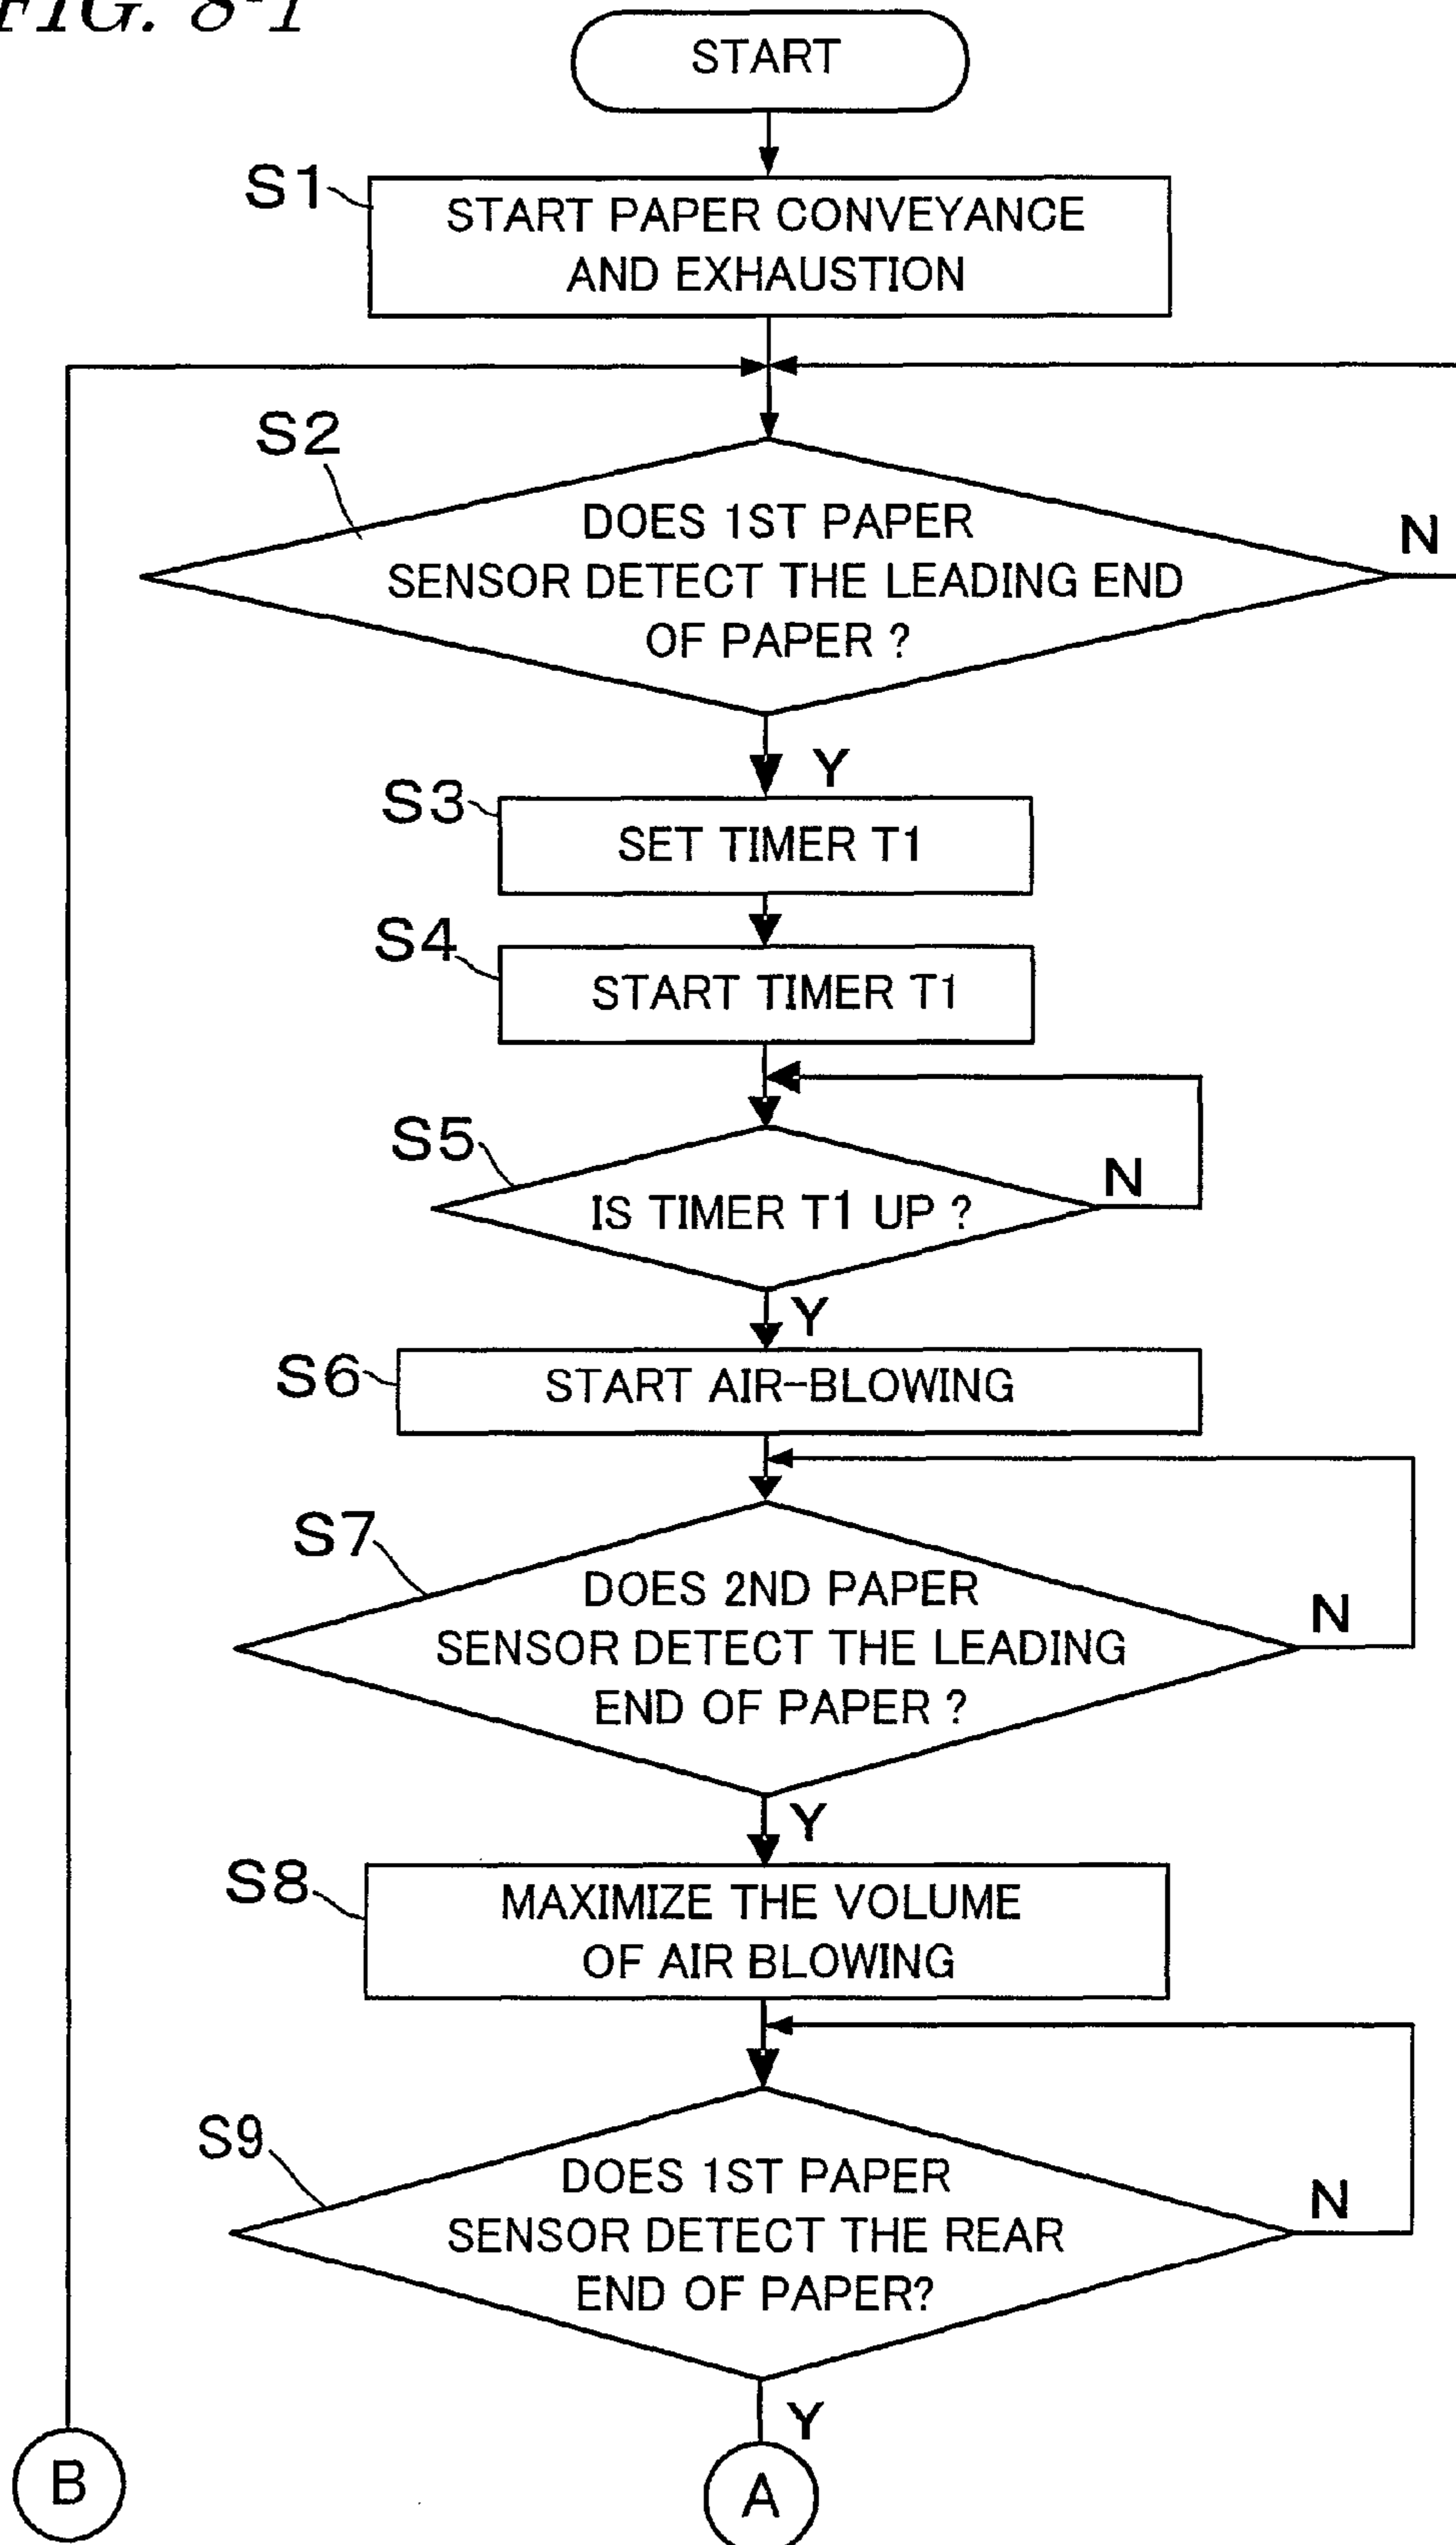 FIG. 8-1
START
S1
START PAPER CONVEYANCE
AND EXHAUSTION
S2
DOES 1ST PAPER
SENSOR DETECT THE LEADING END
OF PAPER ?
N
Y
S3
SET TIMER T1
S4
START TIMER T1
S5
IS TIMER T1 UP ?
N
Y
S6
START AIR-BLOWING
S7
DOES 2ND PAPER
SENSOR DETECT THE LEADING
END OF PAPER ?
N
Y
S8
MAXIMIZE THE VOLUME
OF AIR BLOWING
S9
DOES 1ST PAPER
SENSOR DETECT THE REAR
END OF PAPER?
N
Y
B
A